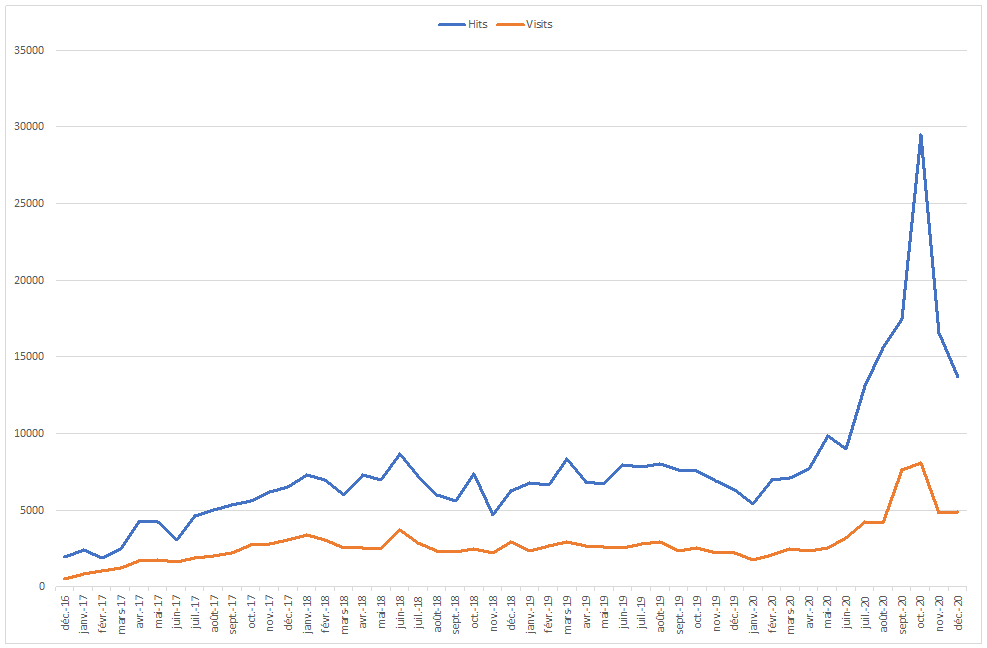 Hits Visits
35000
30000
25000
20000
15000
10000
5000
0
déc.-16
janv.-17
févr.-17
mars-17
avr.-17
mai-17
juin-17
juil.-17
août-17
sept.-17
oct.-17
nov.-17
déc.-17
janv.-18
févr.-18
mars-18
avr.-18
mai-18
juin-18
juil.-18
août-18
sept.-18
oct.-18
nov.-18
déc.-18
janv.-19
févr.-19
mars-19
avr.-19
mai-19
juin-19
juil.-19
août-19
sept.-19
oct.-19
nov.-19
déc.-19
janv.-20
févr.-20
mars-20
avr.-20
mai-20
juin-20
juil.-20
août-20
sept.-20
oct.-20
nov.-20
déc.-20